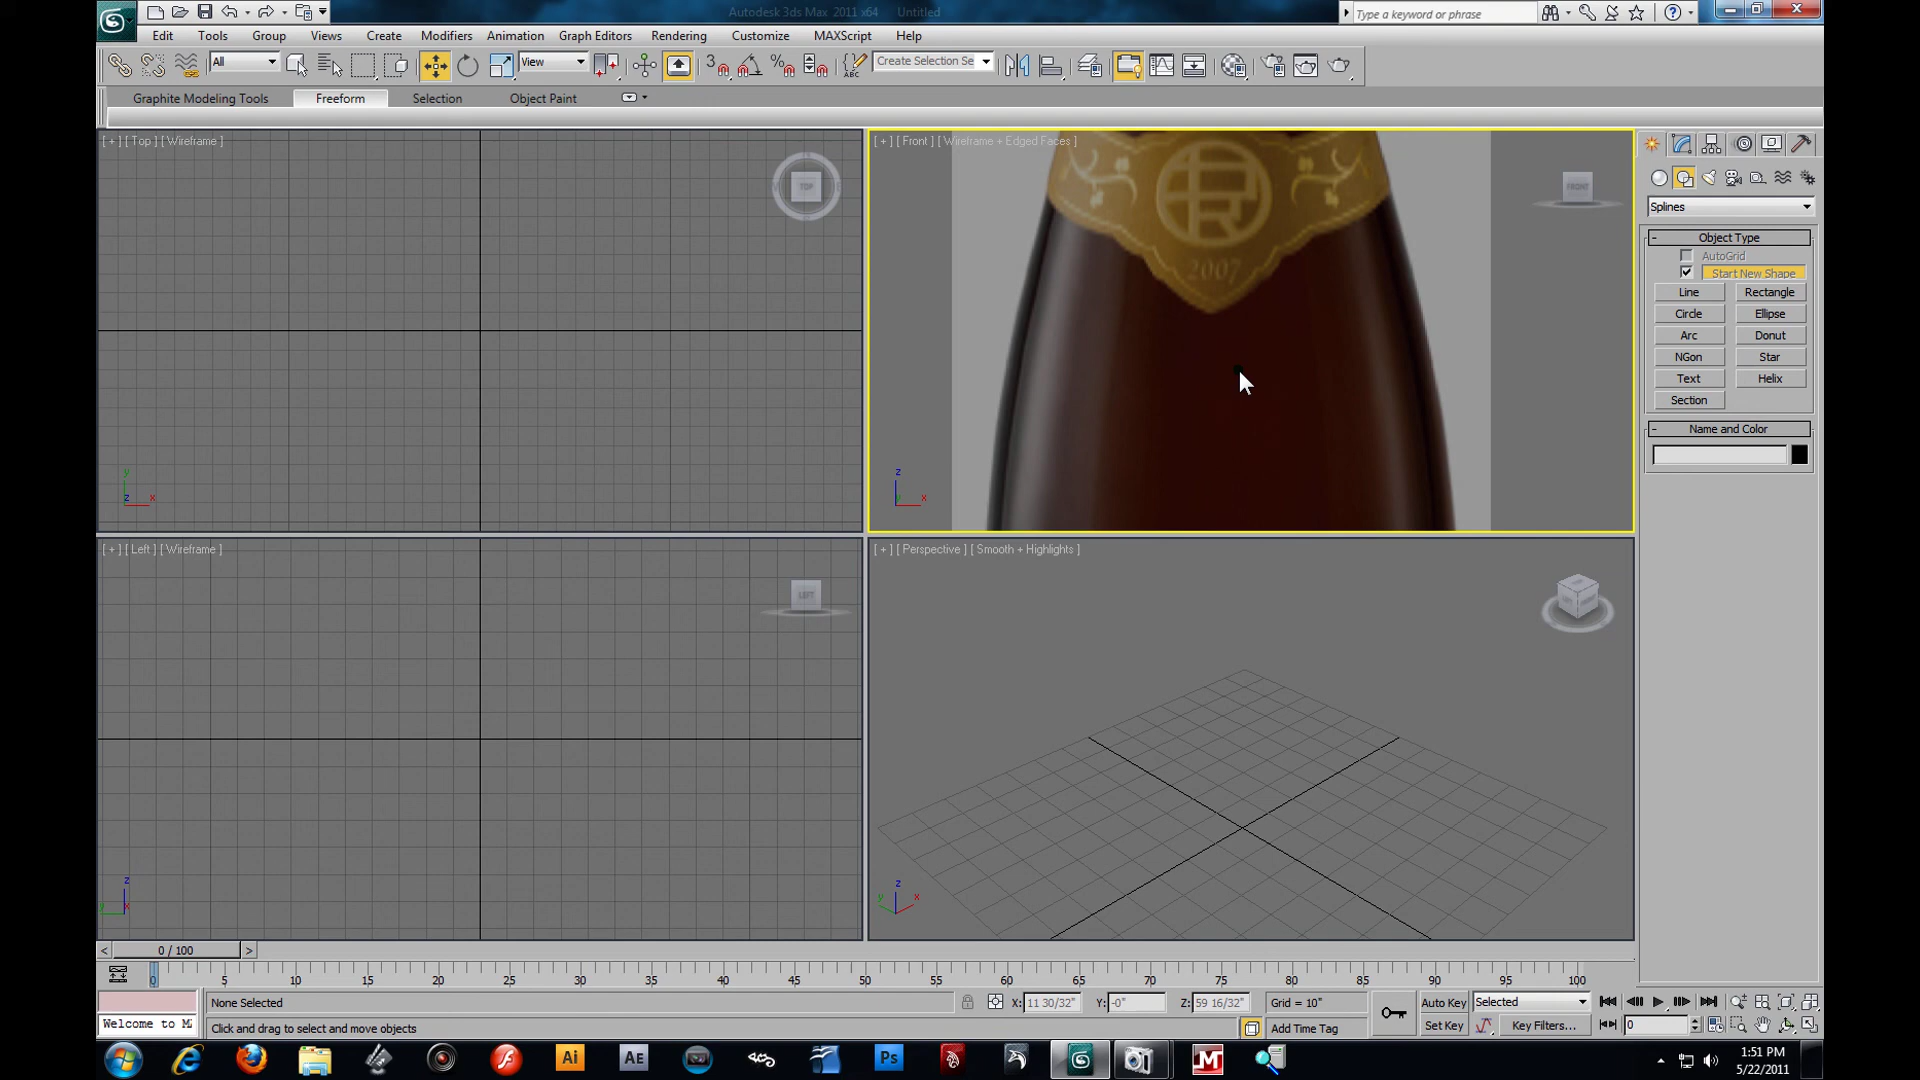 Autodesk 3ds Max 2011 x64 Untitled
Type a keyword or phrase
Edit Tools Group Views Create Modifiers Animation Graph Editors Rendering Customize MAXScript Help
All View Create Selection Se
Graphite Modeling Tools Freeform Selection Object Paint
[ + ] [ Top ] [ Wireframe ]
TOP
[ + ] [ Front ] [ Wireframe + Edged Faces ]
2007
FRONT
Splines
- Object Type
AutoGrid
Start New Shape
Line Rectangle
Circle Ellipse
Arc Donut
NGon Star
Text Helix
Section
- Name and Color
y
z x
z
y x
[ + ] [ Left ] [ Wireframe ]
LEFT
[ + ] [ Perspective ] [ Smooth + Highlights ]
z
y x
z
y x
< 0 / 100 >
0 5 10 15 20 25 30 35 40 45 50 55 60 65 70 75 80 85 90 95 100
None Selected X: 11 30/32" Y: -0" Z: 59 16/32" Grid = 10" Auto Key Selected
Welcome to M Click and drag to select and move objects Add Time Tag Set Key Key Filters... 0
Ai AE Ps
1:51 PM
5/22/2011